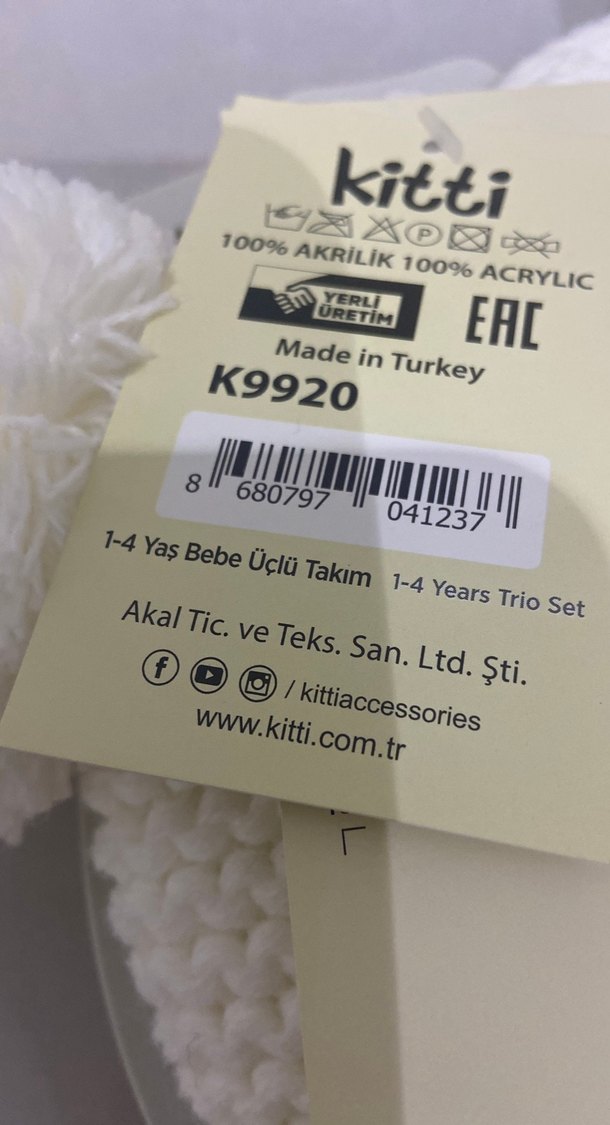 kitti
P
100% AKRİLİK 100% ACRYLIC
YERLİ
ÜRETİM
EAC
Made in Turkey
K9920
8 680797 041237
1-4 Yaş Bebe Üçlü Takım 1-4 Years Trio Set
Akal Tic. ve Teks. San. Ltd. Şti.
f / kittiaccessories
www.kitti.com.tr